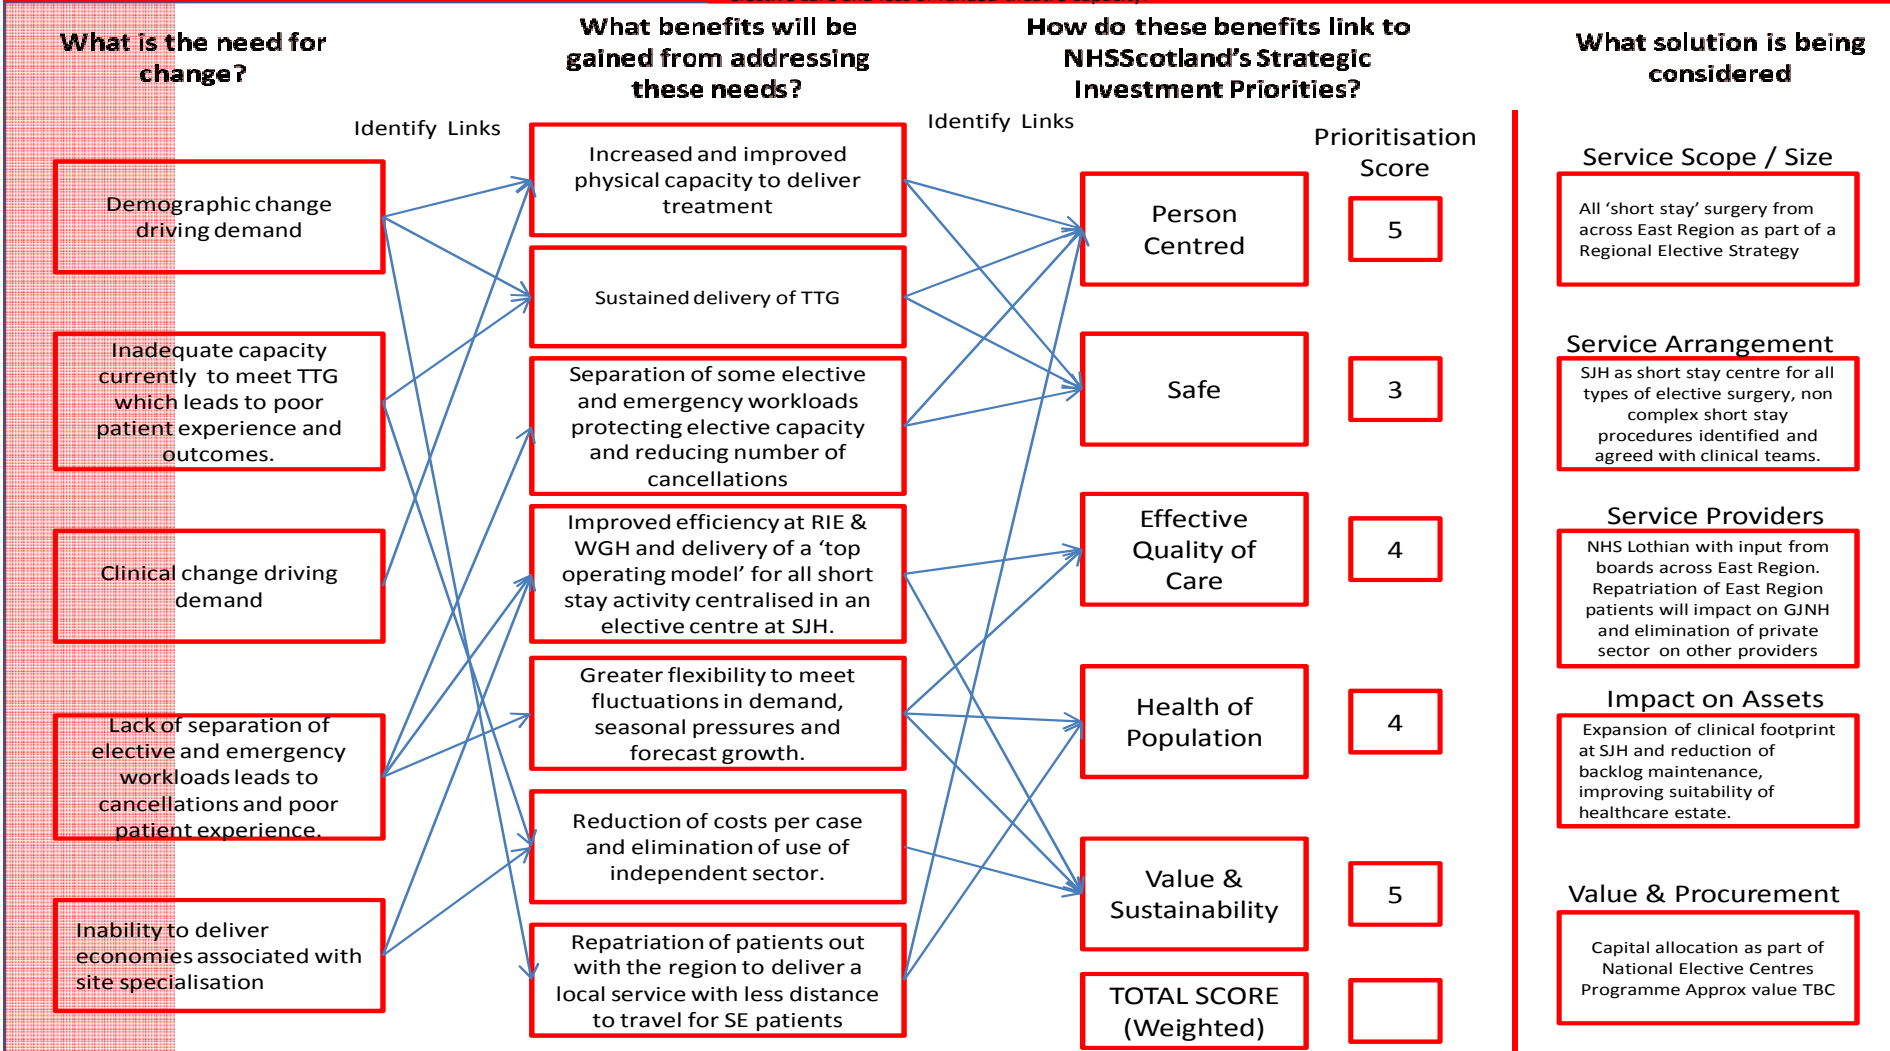 elective care and loss of funded theatre capacity.
What is the need for
change?
What benefits will be
gained from addressing
these needs?
How do these benefits link to
NHSScotland’s Strategic
Investment Priorities?
What solution is being
considered
Identify Links
Identify Links
Demographic change
driving demand
Inadequate capacity
currently to meet TTG
which leads to poor
patient experience and
outcomes.
Clinical change driving
demand
Lack of separation of
elective and emergency
workloads leads to
cancellations and poor
patient experience.
Inability to deliver
economies associated with
site specialisation
Increased and improved
physical capacity to deliver
treatment
Sustained delivery of TTG
Separation of some elective
and emergency workloads
protecting elective capacity
and reducing number of
cancellations
Improved efficiency at RIE &
WGH and delivery of a ‘top
operating model’ for all short
stay activity centralised in an
elective centre at SJH.
Greater flexibility to meet
fluctuations in demand,
seasonal pressures and
forecast growth.
Reduction of costs per case
and elimination of use of
independent sector.
Repatriation of patients out
with the region to deliver a
local service with less distance
to travel for SE patients
Prioritisation
Score
Person
Centred
5
Safe
3
Effective
Quality of
Care
4
Health of
Population
4
Value &
Sustainability
5
TOTAL SCORE
(Weighted)
Service Scope / Size
All ‘short stay’ surgery from
across East Region as part of a
Regional Elective Strategy
Service Arrangement
SJH as short stay centre for all
types of elective surgery, non
complex short stay
procedures identified and
agreed with clinical teams.
Service Providers
NHS Lothian with input from
boards across East Region.
Repatriation of East Region
patients will impact on GJNH
and elimination of private
sector on other providers
Impact on Assets
Expansion of clinical footprint
at SJH and reduction of
backlog maintenance,
improving suitability of
healthcare estate.
Value & Procurement
Capital allocation as part of
National Elective Centres
Programme Approx value TBC